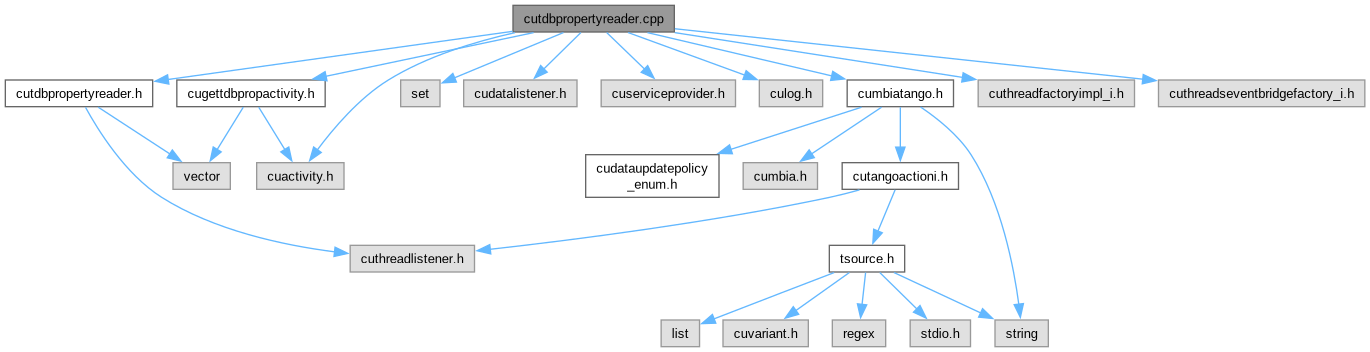 cutdbpropertyreader.cpp
cutdbpropertyreader.h
cugettdbpropactivity.h
set
cudatalistener.h
cuserviceprovider.h
culog.h
cumbiatango.h
cuthreadfactoryimpl_i.h
cuthreadseventbridgefactory_i.h
vector
cuactivity.h
cudataupdatepolicy
_enum.h
cumbia.h
cutangoactioni.h
cuthreadlistener.h
tsource.h
list
cuvariant.h
regex
stdio.h
string